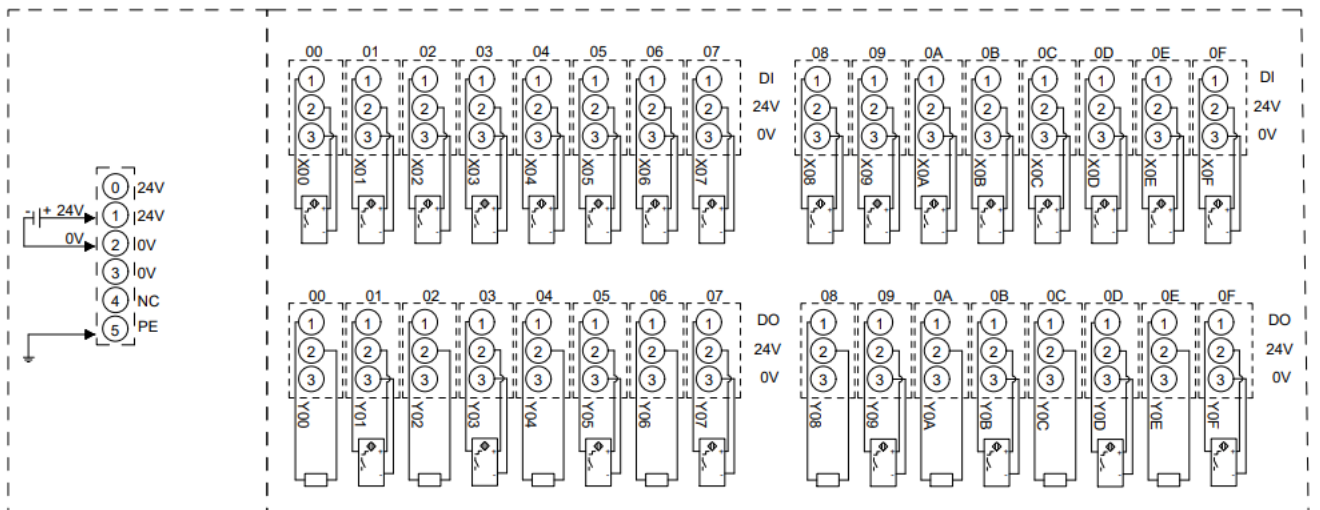 00 01 02 03 04 05 06 07 08 09 0A 0B 0C 0D 0E 0F
1 1 1 1 1 1 1 1 DI 1 1 1 1 1 1 1 1 DI
2 2 2 2 2 2 2 2 24V 2 2 2 2 2 2 2 2 24V
3 3 3 3 3 3 3 3 0V 3 3 3 3 3 3 3 3 0V
X00 X01 X02 X03 X04 X05 X06 X07 X08 X09 X0A X0B X0C X0D X0E X0F
+ - + - + - + - + - + - + - + - + - + - + - + - + - + - + - + -
0 24V
- + 24V 1 24V
0V 2 0V
3 0V
4 NC
5 PE
00 01 02 03 04 05 06 07 08 09 0A 0B 0C 0D 0E 0F
1 1 1 1 1 1 1 1 DO 1 1 1 1 1 1 1 1 DO
2 2 2 2 2 2 2 2 24V 2 2 2 2 2 2 2 2 24V
3 3 3 3 3 3 3 3 0V 3 3 3 3 3 3 3 3 0V
Y00 Y01 Y02 Y03 Y04 Y05 Y06 Y07 Y08 Y09 Y0A Y0B Y0C Y0D Y0E Y0F
+ - + - + - + - + - + - + - + -